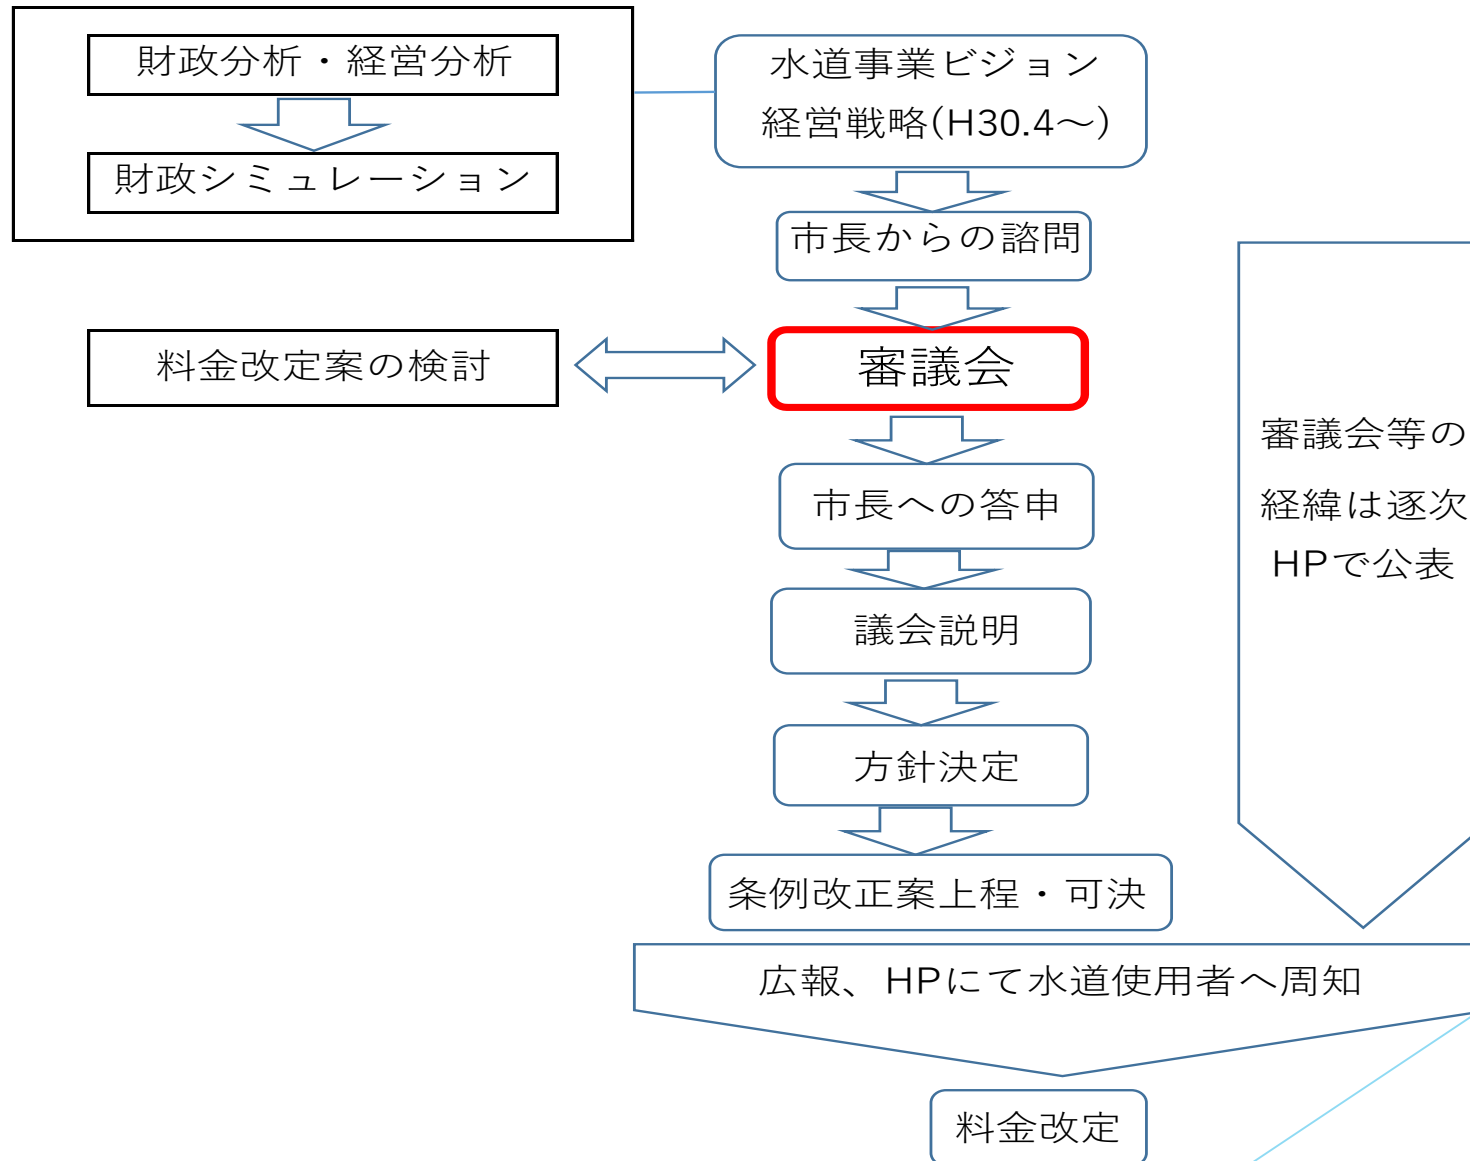 財政分析・経営分析
財政シミュレーション
水道事業ビジョン
経営戦略(H30.4～)
市長からの諮問
料金改定案の検討
審議会
市長への答申
議会説明
方針決定
条例改正案上程・可決
審議会等の
経緯は逐次
HPで公表
広報、HPにて水道使用者へ周知
料金改定